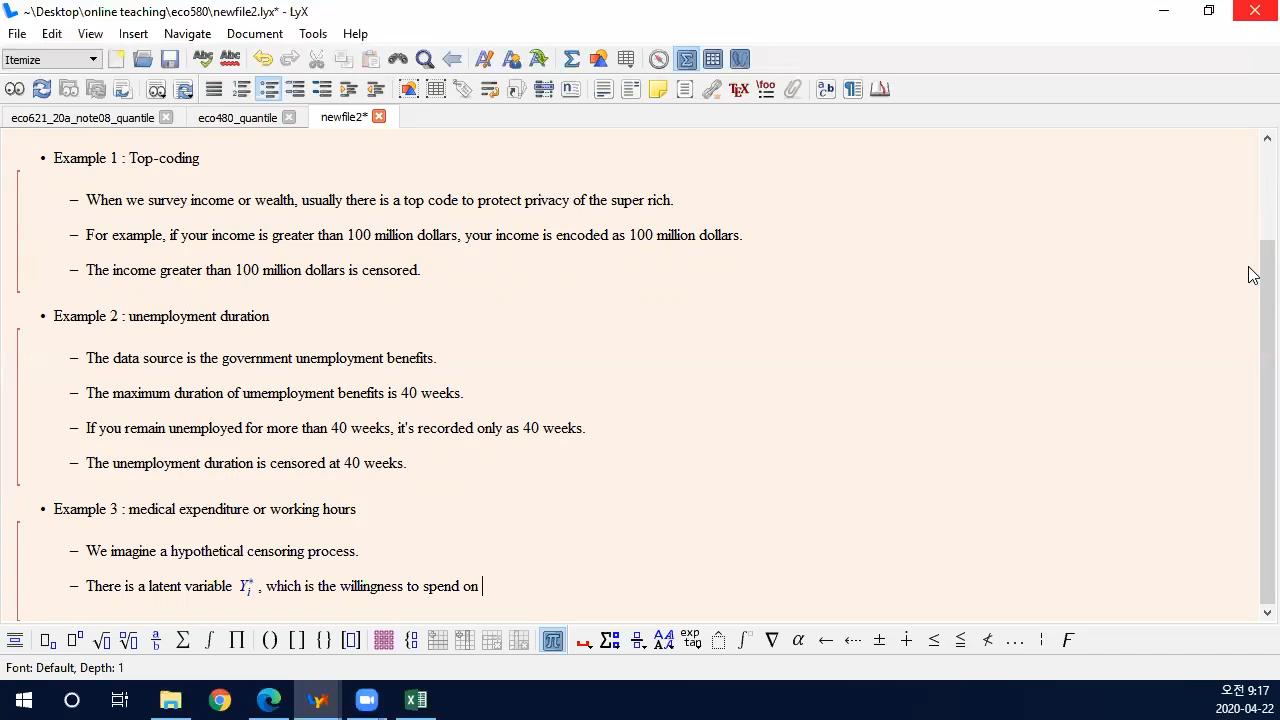 ~\Desktop\online teaching\eco580\newfile2.lyx* - LyX
File Edit View Insert Navigate Document Tools Help
Itemize
eco621_20a_note08_quantile eco480_quantile newfile2*
• Example 1 : Top-coding
– When we survey income or wealth, usually there is a top code to protect privacy of the super rich.
– For example, if your income is greater than 100 million dollars, your income is encoded as 100 million dollars.
– The income greater than 100 million dollars is censored.
• Example 2 : unemployment duration
– The data source is the government unemployment benefits.
– The maximum duration of umemployment benefits is 40 weeks.
– If you remain unemployed for more than 40 weeks, it's recorded only as 40 weeks.
– The unemployment duration is censored at 40 weeks.
• Example 3 : medical expenditure or working hours
– We imagine a hypothetical censoring process.
– There is a latent variable Y_i^* , which is the willingness to spend on
Font: Default, Depth: 1
오전 9:17
2020-04-22